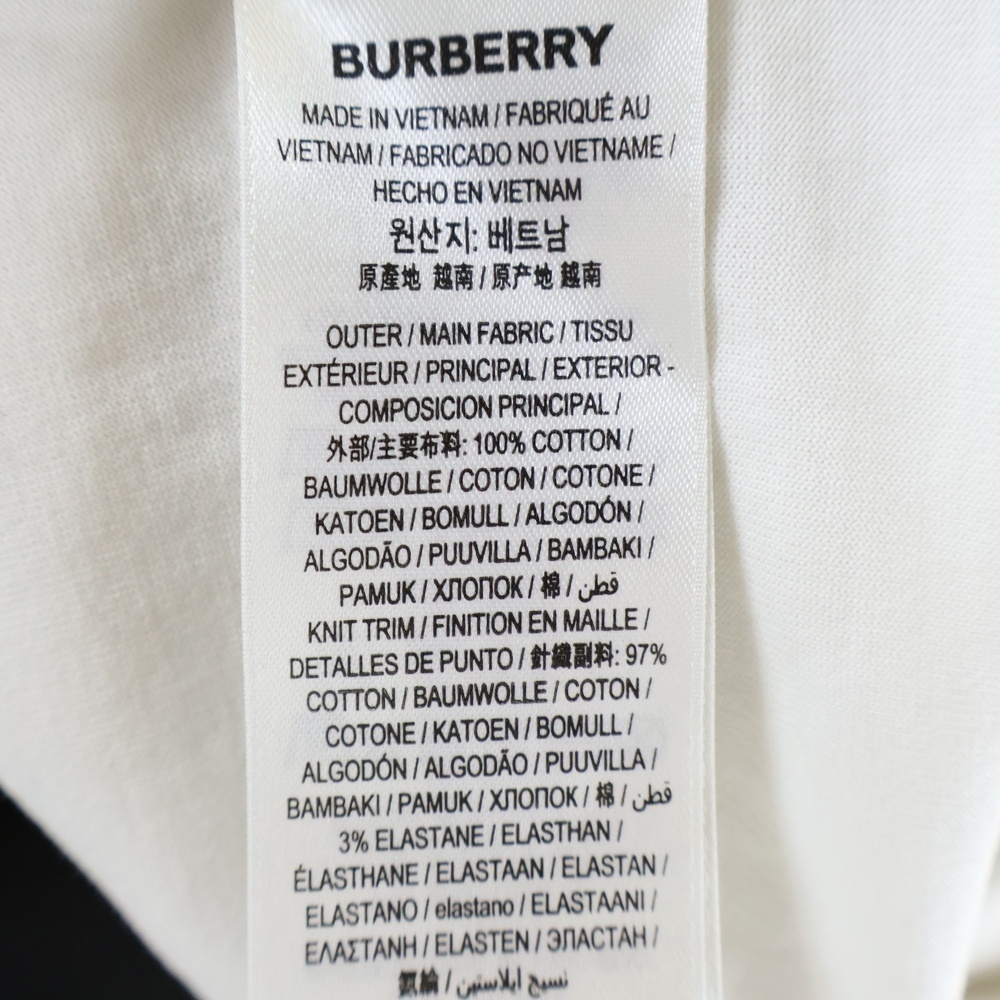 BURBERRY
MADE IN VIETNAM / FABRIQUÉ AU
VIETNAM / FABRICADO NO VIETNAME /
HECHO EN VIETNAM
원산지: 베트남
原產地 越南 / 原产地 越南
OUTER / MAIN FABRIC / TISSU
EXTÉRIEUR / PRINCIPAL / EXTERIOR -
COMPOSICION PRINCIPAL /
外部/主要布料: 100% COTTON /
BAUMWOLLE / COTON / COTONE /
KATOEN / BOMULL / ALGODÓN /
ALGODÃO / PUUVILLA / BAMBAKI /
PAMUK / ХЛОПОК / 棉 / قطن
KNIT TRIM / FINITION EN MAILLE /
DETALLES DE PUNTO / 針織副料: 97%
COTTON / BAUMWOLLE / COTON /
COTONE / KATOEN / BOMULL /
ALGODÓN / ALGODÃO / PUUVILLA /
BAMBAKI / PAMUK / ХЛОПОК / 棉 / قطن
3% ELASTANE / ELASTHAN /
ÉLASTHANE / ELASTAAN / ELASTAN /
ELASTANO / elastano / ELASTAANI /
ΕΛΑΣΤΑΝΗ / ELASTEN / ЭЛАСТАН /
氨綸 / نسيج ايلاستين /